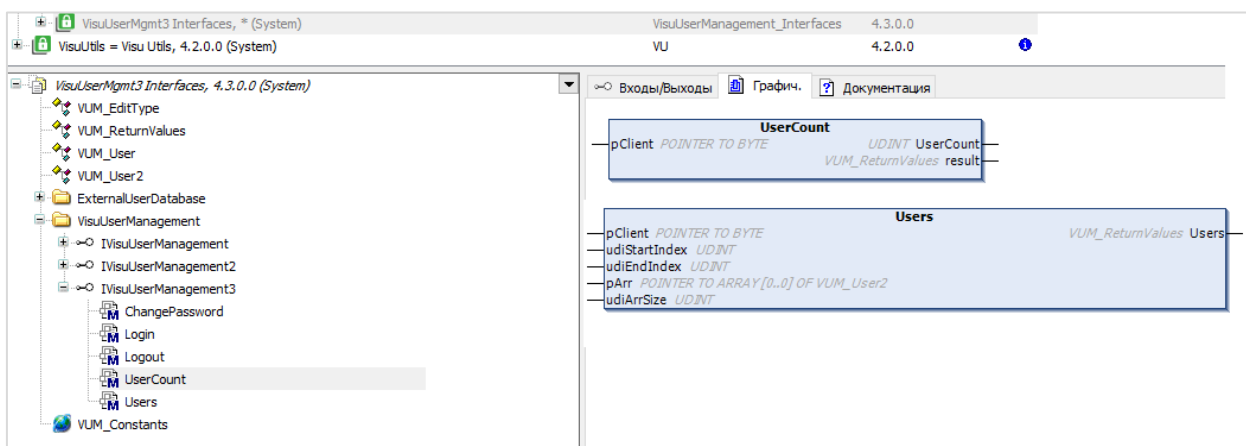 VisuUserMgmt3 Interfaces, * (System) VisuUserManagement_Interfaces 4.3.0.0
VisuUtils = Visu Utils, 4.2.0.0 (System) VU 4.2.0.0
VisuUserMgmt3 Interfaces, 4.3.0.0 (System)
VUM_EditType
VUM_ReturnValues
VUM_User
VUM_User2
ExternalUserDatabase
VisuUserManagement
IVisuUserManagement
IVisuUserManagement2
IVisuUserManagement3
ChangePassword
Login
Logout
UserCount
Users
VUM_Constants
Входы/Выходы Графич. Документация
UserCount
pClient POINTER TO BYTE UDINT UserCount
VUM_ReturnValues result
Users
pClient POINTER TO BYTE VUM_ReturnValues Users
udiStartIndex UDINT
udiEndIndex UDINT
pArr POINTER TO ARRAY [0..0] OF VUM_User2
udiArrSize UDINT